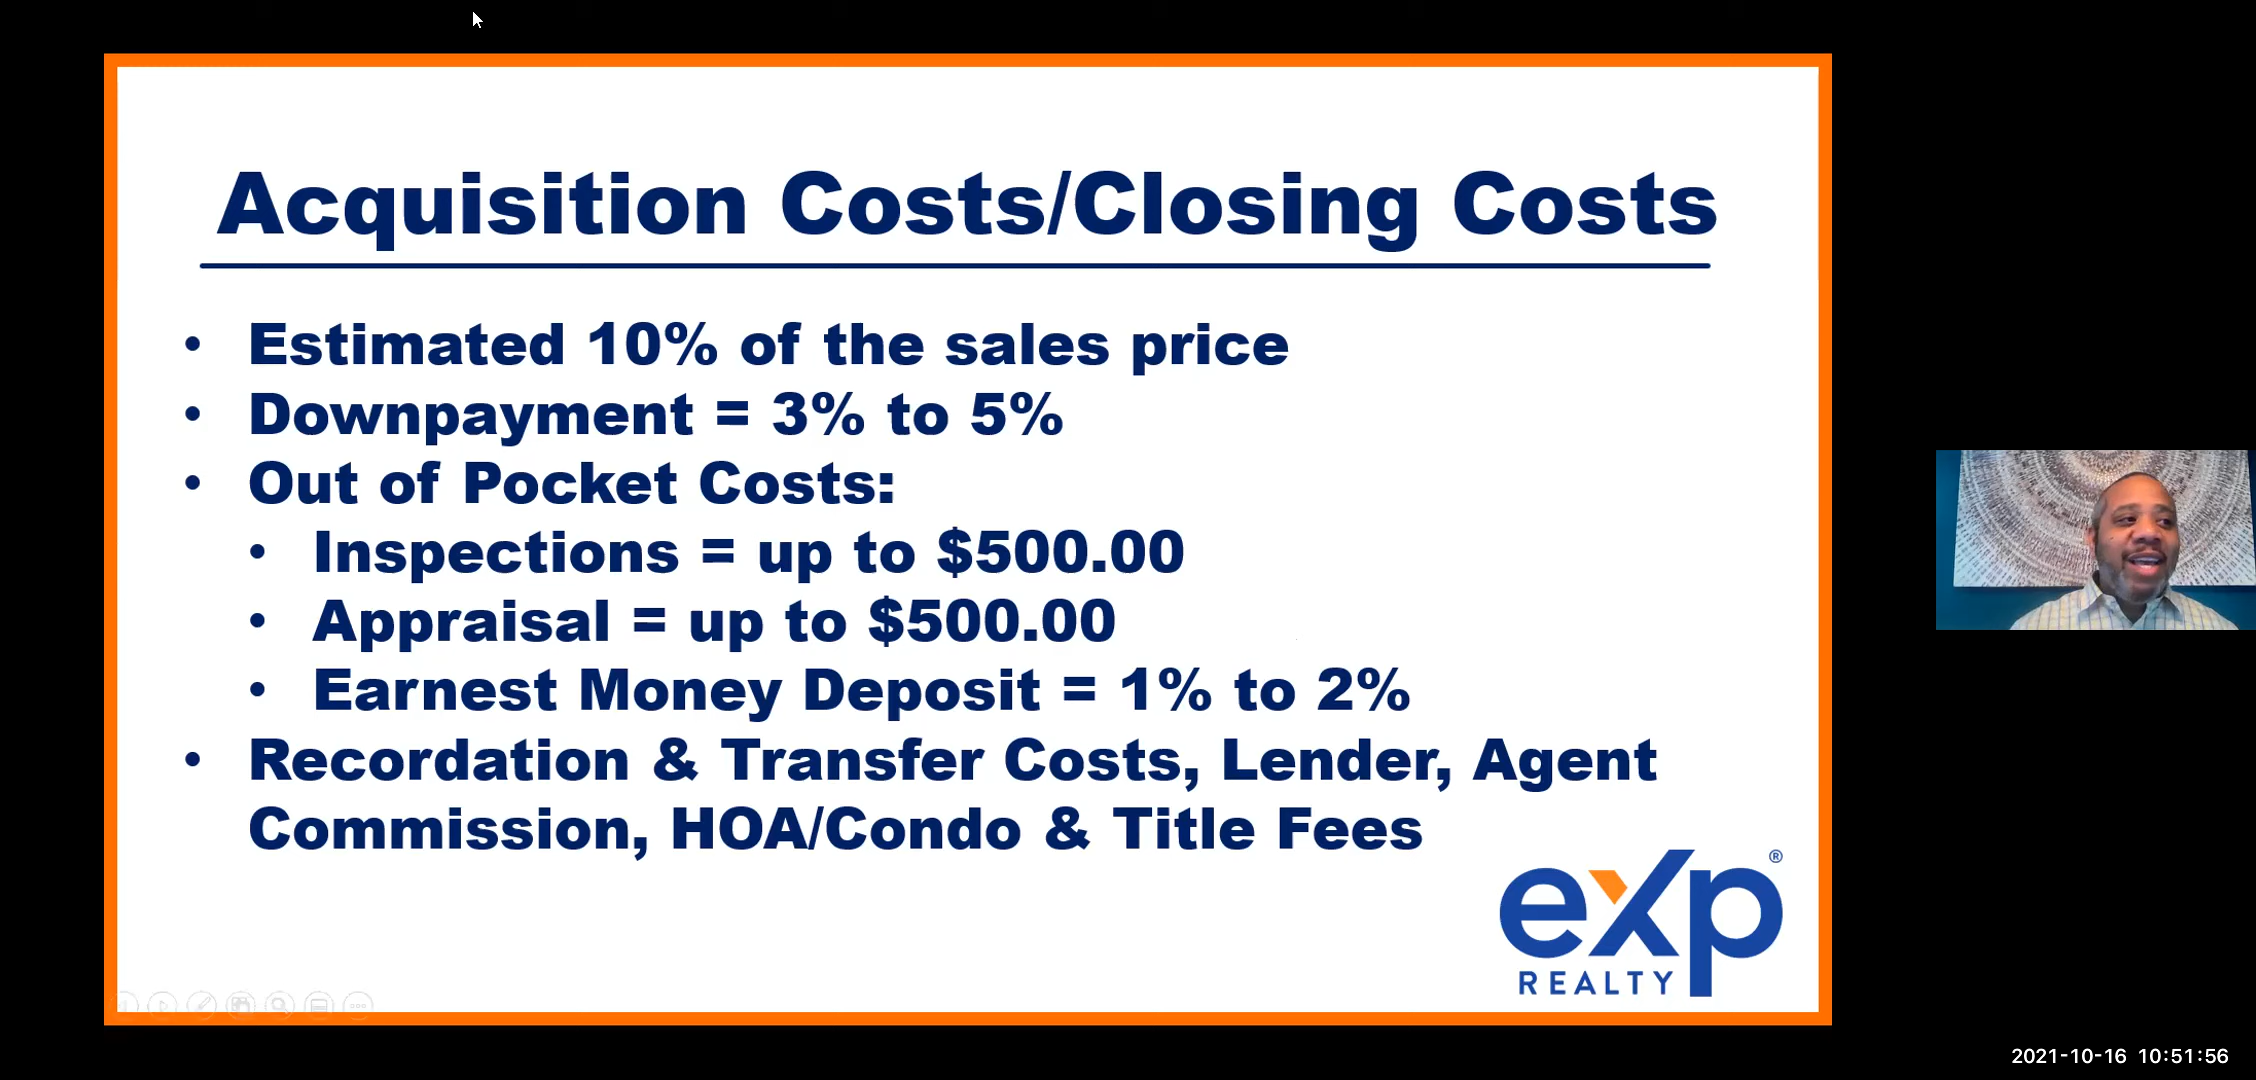 Acquisition Costs/Closing Costs
• Estimated 10% of the sales price
• Downpayment = 3% to 5%
• Out of Pocket Costs:
• Inspections = up to $500.00
• Appraisal = up to $500.00
• Earnest Money Deposit = 1% to 2%
• Recordation & Transfer Costs, Lender, Agent
Commission, HOA/Condo & Title Fees
eXp®
REALTY
2021-10-16 10:51:56